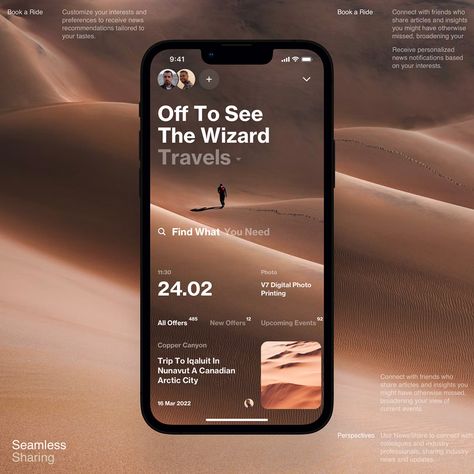 Book a Ride
Customize your interests and
preferences to receive news
recommendations tailored to
your tastes.
Book a Ride
Connect with friends who
share articles and insights
you might have otherwise
missed, broadening your
Receive personalized
news notifications based
on your interests.
9:41
+
Off To See
The Wizard
Travels
Find What You Need
11:30
24.02
Photo
V7 Digital Photo
Printing
All Offers 485
New Offers 12
Upcoming Events 92
Copper Canyon
Trip To Iqaluit In
Nunavut A Canadian
Arctic City
16 Mar 2022
Connect with friends who
share articles and insights you
might have otherwise missed,
broadening your view of
current events.
Perspectives
Use NewsShare to connect with
colleagues and industry
professionals, sharing industry
news and updates.
Seamless
Sharing